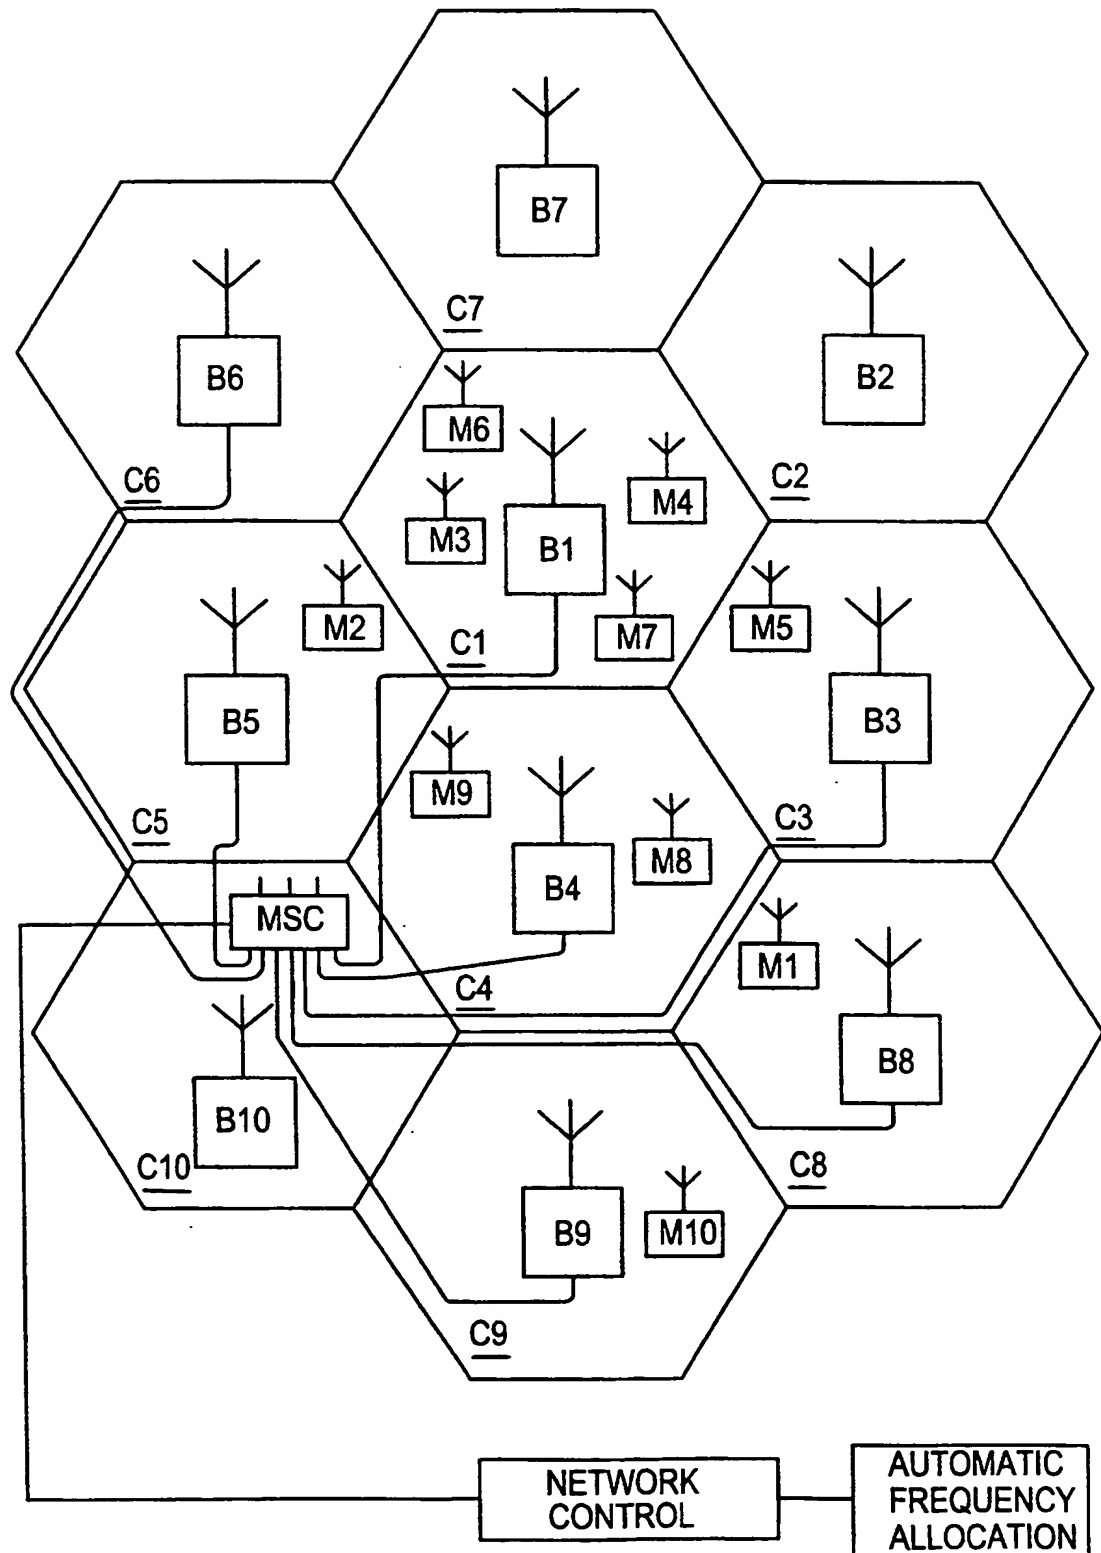 B7
C7
B6
C6
B2
C2
M6
M4
M3
B1
M7
C1
M2
B5
C5
M5
B3
C3
M9
M8
B4
C4
MSC
M1
B8
C8
B10
C10
B9
M10
C9
NETWORK
CONTROL
AUTOMATIC
FREQUENCY
ALLOCATION